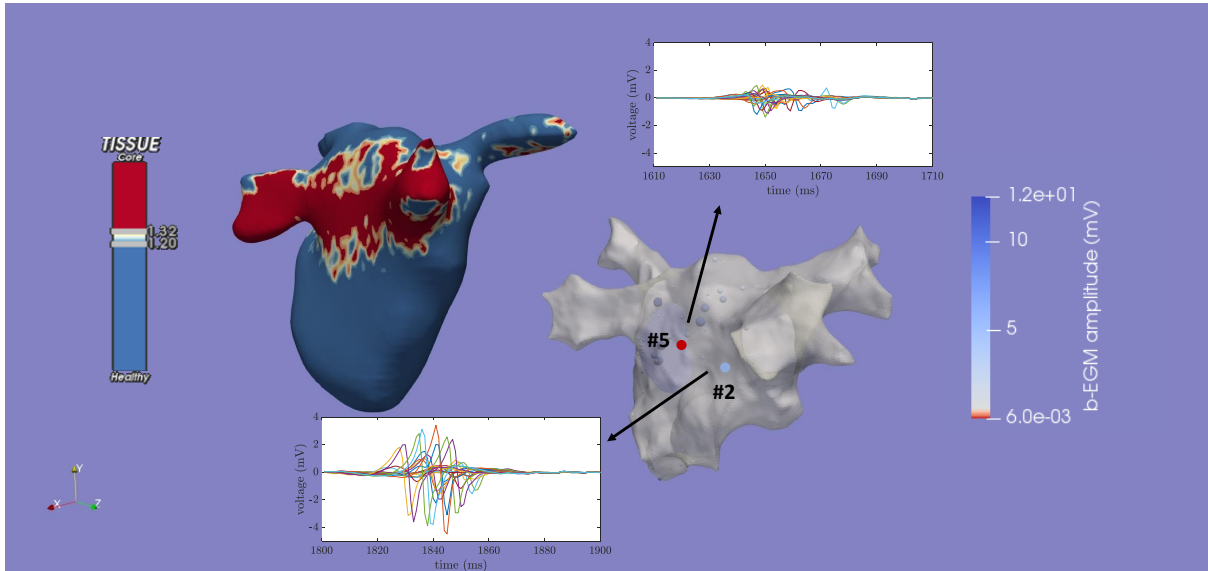 TISSUE
Core
1.32
1.20
Healthy
voltage (mV)
4
2
0
-2
-4
1610
1630
1650
1670
1690
1710
time (ms)
#5
#2
1.2e+01
10
5
6.0e-03
b-EGM amplitude (mV)
voltage (mV)
4
2
0
-2
-4
1800
1820
1840
1860
1880
1900
time (ms)
Y
X
Z